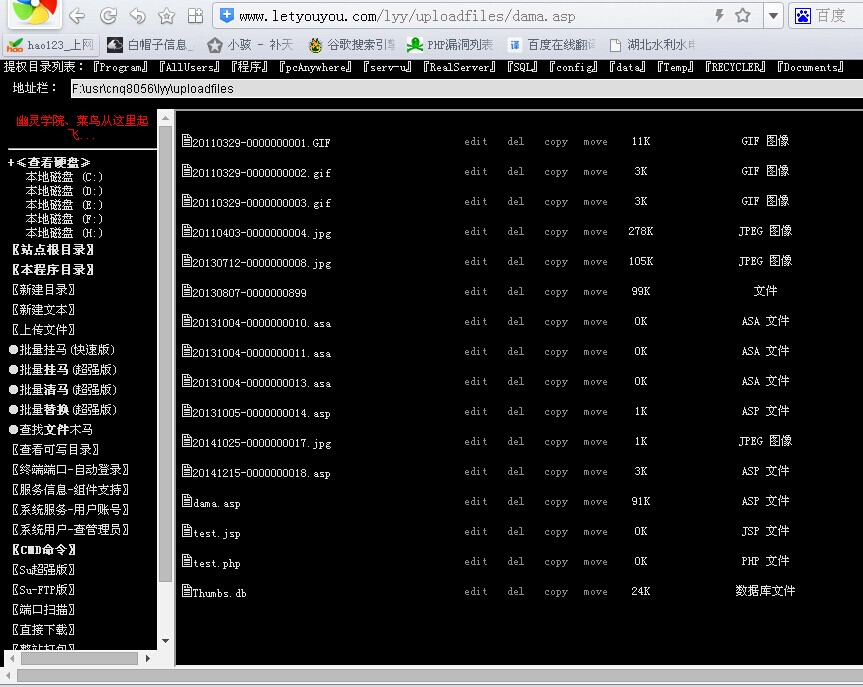 www.letyouyou.com/lyy/uploadfiles/dama.asp
百度
hao123_上网
白帽子信息_
小骇 - 补天
谷歌搜索引
PHP漏洞列表
百度在线翻
湖北水利水
提权目录列表:『Program』『AllUsers』『程序』『pcAnywhere』『serv-u』『RealServer』『SQL』『config』『data』『Temp』『RECYCLER』『Documents』
地址栏: F:\usr\cnq8056\lyy\uploadfiles
幽灵学院、菜鸟从这里起飞...
+≪查看硬盘≫
本地磁盘 (C:)
本地磁盘 (D:)
本地磁盘 (E:)
本地磁盘 (F:)
本地磁盘 (H:)
〖站点根目录〗
〖本程序目录〗
〖新建目录〗
〖新建文本〗
〖上传文件〗
●批量挂马(快速版)
●批量挂马(超强版)
●批量清马(超强版)
●批量替换(超强版)
●查找文件木马
〖查看可写目录〗
〖终端端口-自动登录〗
〖服务信息-组件支持〗
〖系统服务-用户账号〗
〖系统用户-查管理员〗
〖CMD命令〗
〖Su超强版〗
〖Su-FTP版〗
〖端口扫描〗
〖直接下载〗
〖整站打包〗
20110329-0000000001.GIF edit del copy move 11K GIF 图像
20110329-0000000002.gif edit del copy move 3K GIF 图像
20110329-0000000003.gif edit del copy move 3K GIF 图像
20110403-0000000004.jpg edit del copy move 278K JPEG 图像
20130712-0000000008.jpg edit del copy move 105K JPEG 图像
20130807-0000000899 edit del copy move 99K 文件
20131004-0000000010.asa edit del copy move 0K ASA 文件
20131004-0000000011.asa edit del copy move 0K ASA 文件
20131004-0000000013.asa edit del copy move 0K ASA 文件
20131005-0000000014.asp edit del copy move 1K ASP 文件
20141025-0000000017.jpg edit del copy move 1K JPEG 图像
20141215-0000000018.asp edit del copy move 3K ASP 文件
dama.asp edit del copy move 91K ASP 文件
test.jsp edit del copy move 0K JSP 文件
test.php edit del copy move 0K PHP 文件
Thumbs.db edit del copy move 24K 数据库文件